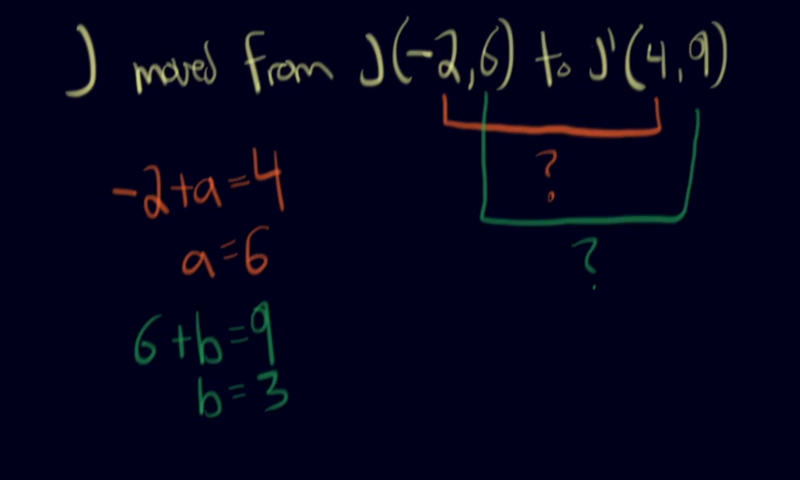 J moved from J(-2,6) to J'(4,9)
?
-2+a=4
a=6
?
6+b=9
b=3